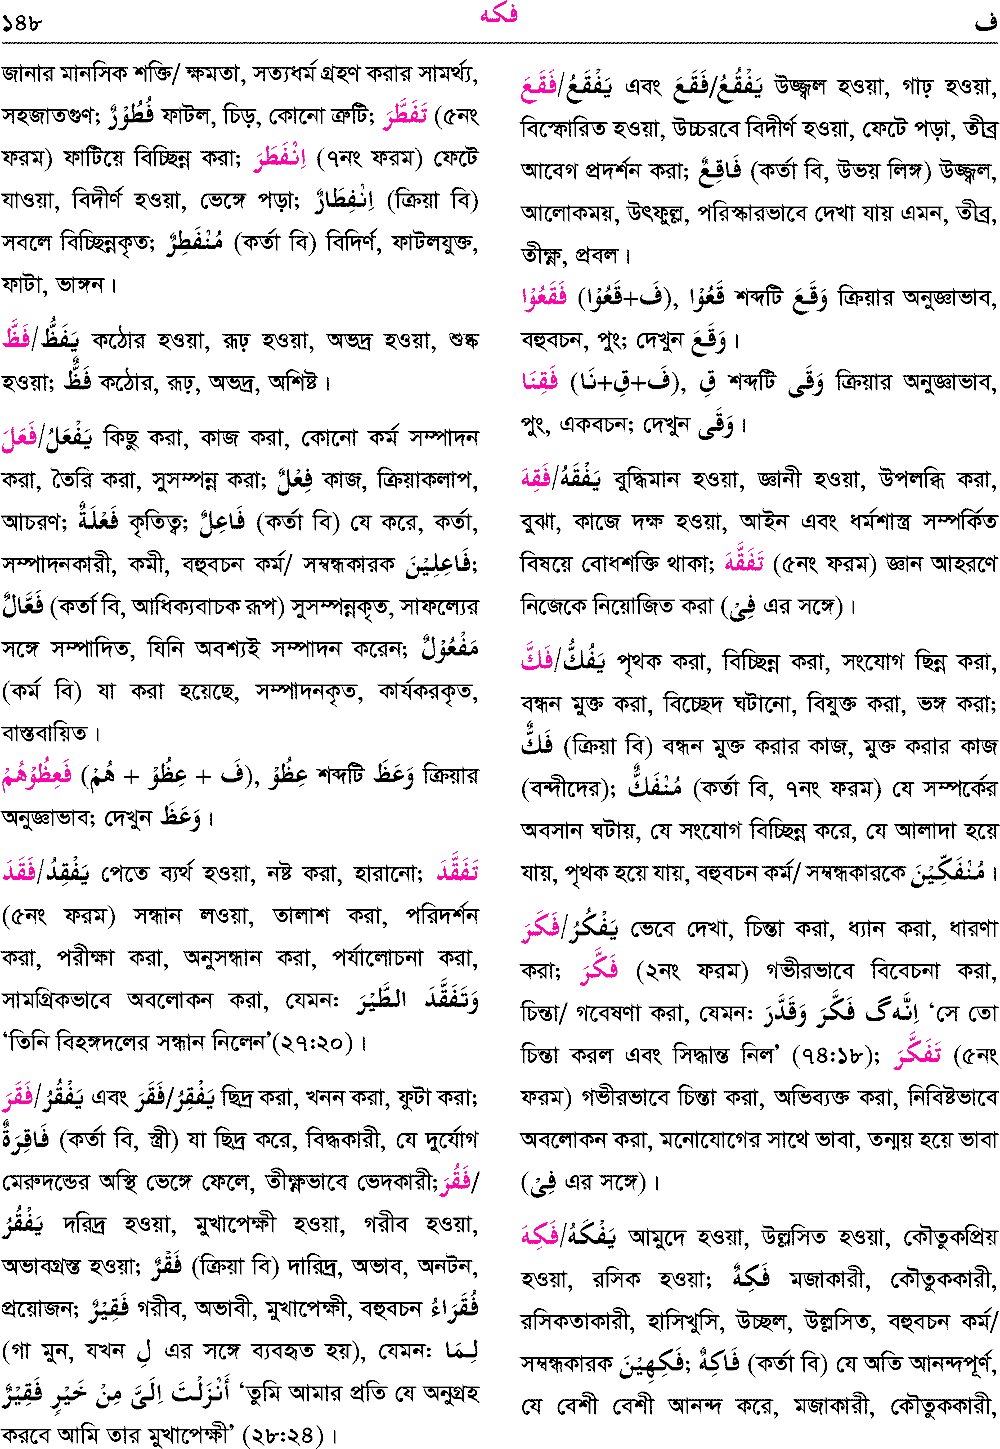 ১৪৮ فكه ف
জানার মানসিক শক্তি/ ক্ষমতা, সত্যধর্ম গ্রহণ করার সামর্থ্য,
সহজাতগুণ; فُطُوْرٌ ফাটল, চিড়, কোনো ত্রুটি; تَفَطَّرَ (৫নং
ফরম) ফাটিয়ে বিচ্ছিন্ন করা; اِنْفَطَرَ (৭নং ফরম) ফেটে
যাওয়া, বিদীর্ণ হওয়া, ভেঙ্গে পড়া; اِنْفِطَارٌ (ক্রিয়া বি)
সবলে বিচ্ছিন্নকৃত; مُنْفَطِرٌ (কর্তা বি) বিদির্ণ, ফাটলযুক্ত,
ফাটা, ভাঙ্গন।
فَظَّ/يَفَظُّ কঠোর হওয়া, রূঢ় হওয়া, অভদ্র হওয়া, শুষ্ক
হওয়া; فَظٌّ কঠোর, রূঢ়, অভদ্র, অশিষ্ট।
فَعَلَ/يَفْعَلُ কিছু করা, কাজ করা, কোনো কর্ম সম্পাদন
করা, তৈরি করা, সুসম্পন্ন করা; فِعْلٌ কাজ, ক্রিয়াকলাপ,
আচরণ; فَعْلَةٌ কৃতিত্ব; فَاعِلٌ (কর্তা বি) যে করে, কর্তা,
সম্পাদনকারী, কমী, বহুবচন কর্ম/ সম্বন্ধকারক فَاعِلِيْنَ;
فَعَّالٌ (কর্তা বি, আধিক্যবাচক রূপ) সুসম্পন্নকৃত, সাফল্যের
সঙ্গে সম্পাদিত, যিনি অবশ্যই সম্পাদন করেন; مَفْعُوْلٌ
(কর্ম বি) যা করা হয়েছে, সম্পাদনকৃত, কার্যকরকৃত,
বাস্তবায়িত।
فَعِظُوْهُمْ (فَ + عِظُوْ + هُمْ), عِظُوْ শব্দটি وَعَظَ ক্রিয়ার
অনুজ্ঞাভাব; দেখুন وَعَظَ।
فَقَدَ/يَفْقِدُ পেতে ব্যর্থ হওয়া, নষ্ট করা, হারানো; تَفَقَّدَ
(৫নং ফরম) সন্ধান লওয়া, তালাশ করা, পরিদর্শন
করা, পরীক্ষা করা, অনুসন্ধান করা, পর্যালোচনা করা,
সামগ্রিকভাবে অবলোকন করা, যেমন: وَتَفَقَّدَ الطَّيْرَ
‘তিনি বিহঙ্গদলের সন্ধান নিলেন’(২৭:২০)।
فَقَرَ/يَفْقُرُ এবং فَقَرَ/يَفْقِرُ ছিদ্র করা, খনন করা, ফুটা করা;
فَاقِرَةٌ (কর্তা বি, স্ত্রী) যা ছিদ্র করে, বিদ্ধকারী, যে দুর্যোগ
মেরুদন্ডের অস্থি ভেঙ্গে ফেলে, তীক্ষ্ণভাবে ভেদকারী;فَقُرَ/
يَفْقُرُ দরিদ্র হওয়া, মুখাপেক্ষী হওয়া, গরীব হওয়া,
অভাবগ্রস্ত হওয়া; فَقْرٌ (ক্রিয়া বি) দারিদ্র, অভাব, অনটন,
প্রয়োজন; فَقِيْرٌ গরীব, অভাবী, মুখাপেক্ষী, বহুবচন فُقَرَاءُ
(গা মুন, যখন لِ এর সঙ্গে ব্যবহৃত হয়), যেমন: لِمَا
أَنْزَلْتَ اِلَىَّ مِنْ خَيْرٍ فَقِيْرٌ ‘তুমি আমার প্রতি যে অনুগ্রহ
করবে আমি তার মুখাপেক্ষী’ (২৮:২৪)।
فَقَعَ/يَفْقَعُ এবং فَقَعَ/يَفْقُعُ উজ্জ্বল হওয়া, গাঢ় হওয়া,
বিস্ফোরিত হওয়া, উচ্চরবে বিদীর্ণ হওয়া, ফেটে পড়া, তীব্র
আবেগ প্রদর্শন করা; فَاقِعٌ (কর্তা বি, উভয় লিঙ্গ) উজ্জ্বল,
আলোকময়, উৎফুল্ল, পরিস্কারভাবে দেখা যায় এমন, তীব্র,
তীক্ষ্ণ, প্রবল।
فَقَعُوْا (فَ+قَعُوْا), قَعُوْا শব্দটি وَقَعَ ক্রিয়ার অনুজ্ঞাভাব,
বহুবচন, পুং; দেখুন وَقَعَ।
فَقِنَا (فَ+قِ+نَا), قِ শব্দটি وَقَى ক্রিয়ার অনুজ্ঞাভাব,
পুং, একবচন; দেখুন وَقَى।
فَقِهَ/يَفْقَهُ বুদ্ধিমান হওয়া, জ্ঞানী হওয়া, উপলব্ধি করা,
বুঝা, কাজে দক্ষ হওয়া, আইন এবং ধর্মশাস্ত্র সম্পর্কিত
বিষয়ে বোধশক্তি থাকা; تَفَقَّهَ (৫নং ফরম) জ্ঞান আহরণে
নিজেকে নিয়োজিত করা (فِىْ এর সঙ্গে)।
فَكَّ/يَفُكُّ পৃথক করা, বিচ্ছিন্ন করা, সংযোগ ছিন্ন করা,
বন্ধন মুক্ত করা, বিচ্ছেদ ঘটানো, বিযুক্ত করা, ভঙ্গ করা;
فَكٌّ (ক্রিয়া বি) বন্ধন মুক্ত করার কাজ, মুক্ত করার কাজ
(বন্দীদের); مُنْفَكٌّ (কর্তা বি, ৭নং ফরম) যে সম্পর্কের
অবসান ঘটায়, যে সংযোগ বিচ্ছিন্ন করে, যে আলাদা হয়ে
যায়, পৃথক হয়ে যায়, বহুবচন কর্ম/ সম্বন্ধকারকে مُنْفَكِّيْنَ।
فَكَرَ/يَفْكُرُ ভেবে দেখা, চিন্তা করা, ধ্যান করা, ধারণা
করা; فَكَّرَ (২নং ফরম) গভীরভাবে বিবেচনা করা,
চিন্তা/ গবেষণা করা, যেমন: اِنَّهٗ فَكَّرَ وَقَدَّرَ ‘সে তো
চিন্তা করল এবং সিদ্ধান্ত নিল’ (৭৪:১৮); تَفَكَّرَ (৫নং
ফরম) গভীরভাবে চিন্তা করা, অভিব্যক্ত করা, নিবিষ্টভাবে
অবলোকন করা, মনোযোগের সাথে ভাবা, তন্ময় হয়ে ভাবা
(فِىْ এর সঙ্গে)।
فَكِهَ/يَفْكَهُ আমুদে হওয়া, উল্লসিত হওয়া, কৌতুকপ্রিয়
হওয়া, রসিক হওয়া; فَكِهٌ মজাকারী, কৌতুককারী,
রসিকতাকারী, হাসিখুসি, উচ্ছল, উল্লসিত, বহুবচন কর্ম/
সম্বন্ধকারক فَكِهِيْنَ; فَاكِهٌ (কর্তা বি) যে অতি আনন্দপূর্ণ,
যে বেশী বেশী আনন্দ করে, মজাকারী, কৌতুককারী,